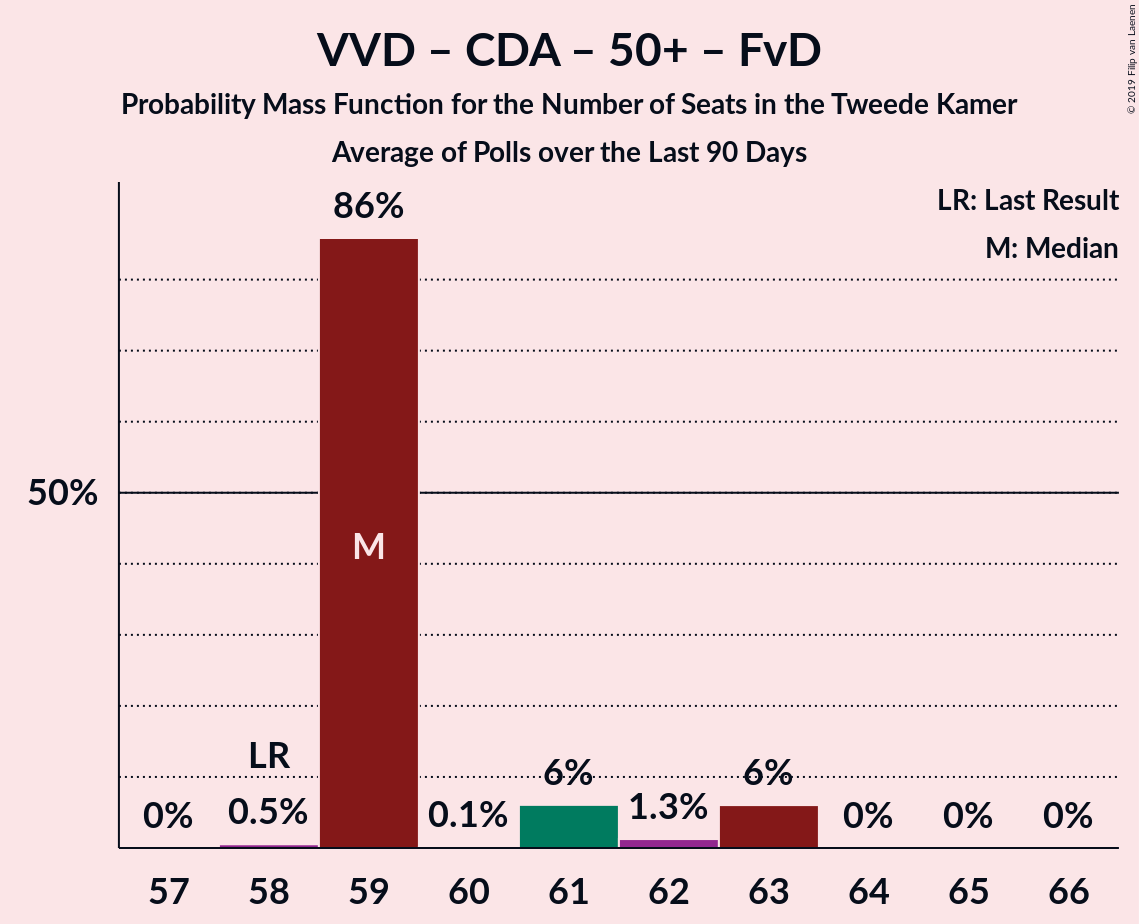 VVD – CDA – 50+ – FvD
Probability Mass Function for the Number of Seats in the Tweede Kamer
Average of Polls over the Last 90 Days
© 2019 Filip van Laenen
LR: Last Result
M: Median
86%
50%
M
LR
0% 0.5% 0.1% 6% 1.3% 6% 0% 0% 0%
57 58 59 60 61 62 63 64 65 66